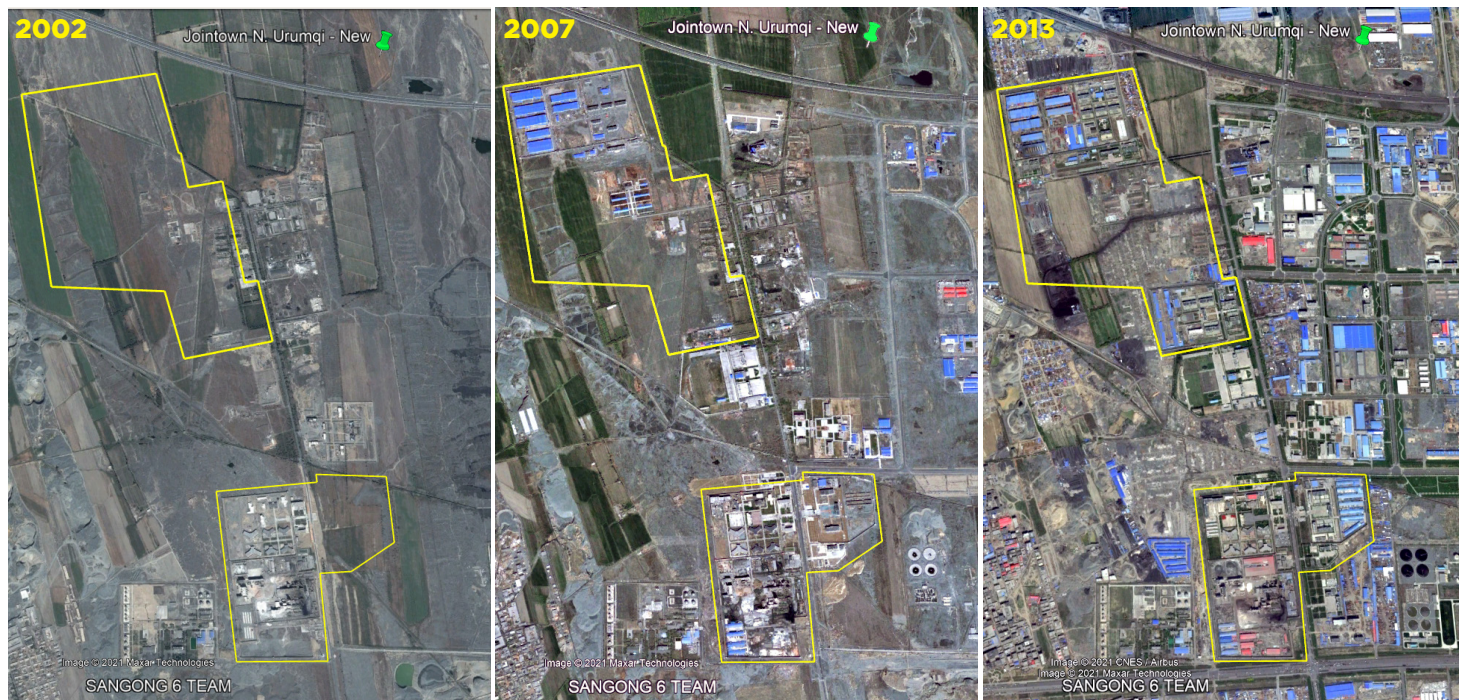 2002
Jointown N. Urumqi - New
Image © 2021 Maxar Technologies
SANGONG 6 TEAM
2007
Jointown N. Urumqi - New
Image © 2021 Maxar Technologies
SANGONG 6 TEAM
2013
Jointown N. Urumqi - New
Image © 2021 CNES / Airbus
Image © 2021 Maxar Technologies
SANGONG 6 TEAM